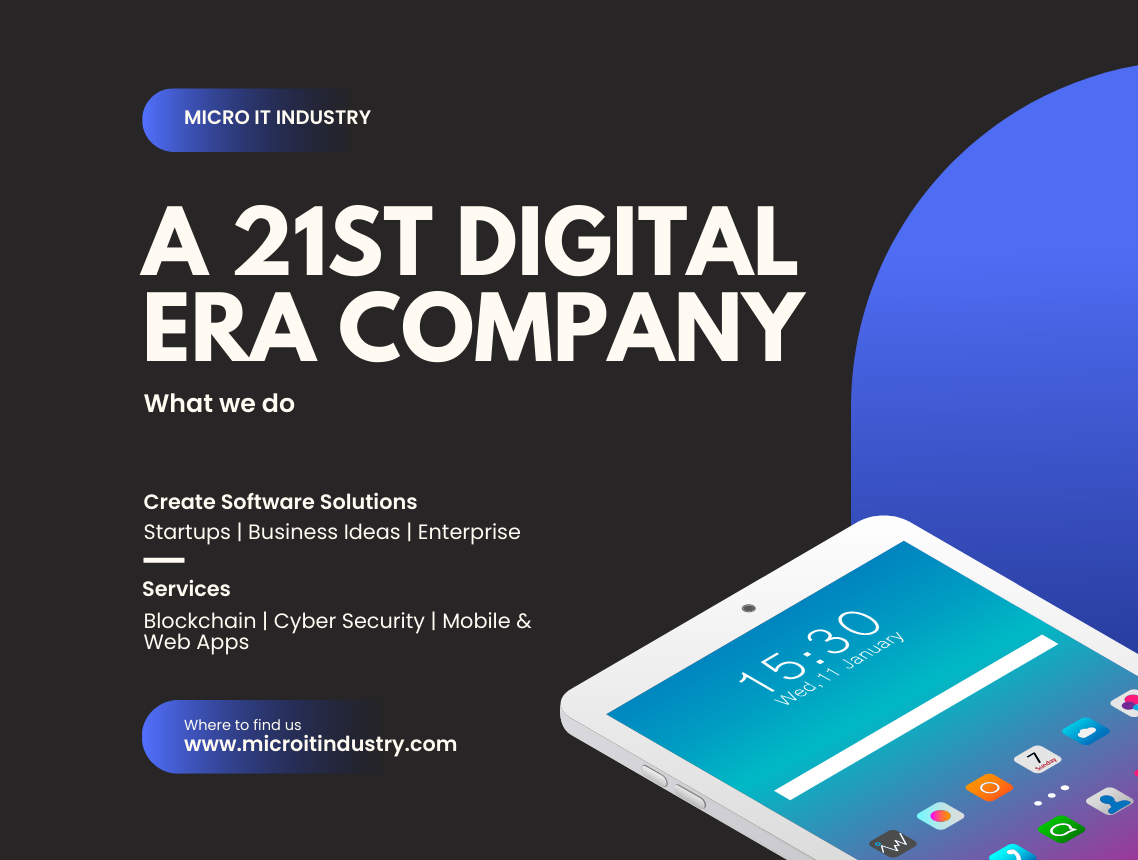 MICRO IT INDUSTRY
A 21ST DIGITAL
ERA COMPANY
What we do
Create Software Solutions
Startups | Business Ideas | Enterprise
Services
Blockchain | Cyber Security | Mobile &
Web Apps
Where to find us
www.microitindustry.com
15:30
Wed, 11 January
7
Sunday